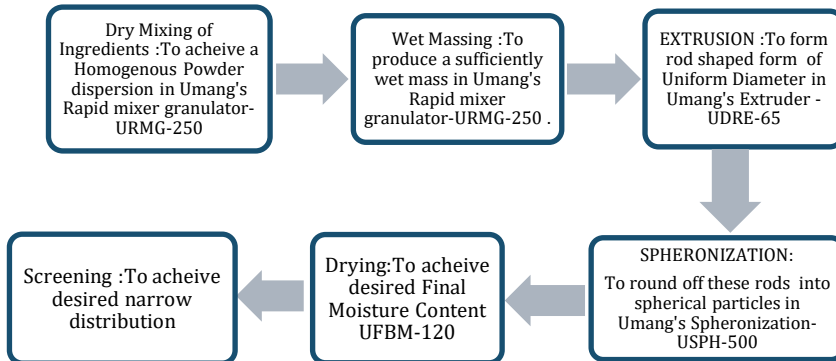 Dry Mixing of
Ingredients :To acheive a
Homogenous Powder
dispersion in Umang's
Rapid mixer granulator-
URMG-250
Wet Massing :To
produce a sufficiently
wet mass in Umang's
Rapid mixer
granulator-URMG-250 .
EXTRUSION :To form
rod shaped form of
Uniform Diameter in
Umang's Extruder -
UDRE-65
SPHERONIZATION:
To round off these rods into
spherical particles in
Umang's Spheronization-
USPH-500
Drying:To acheive
desired Final
Moisture Content
UFBM-120
Screening :To acheive
desired narrow
distribution